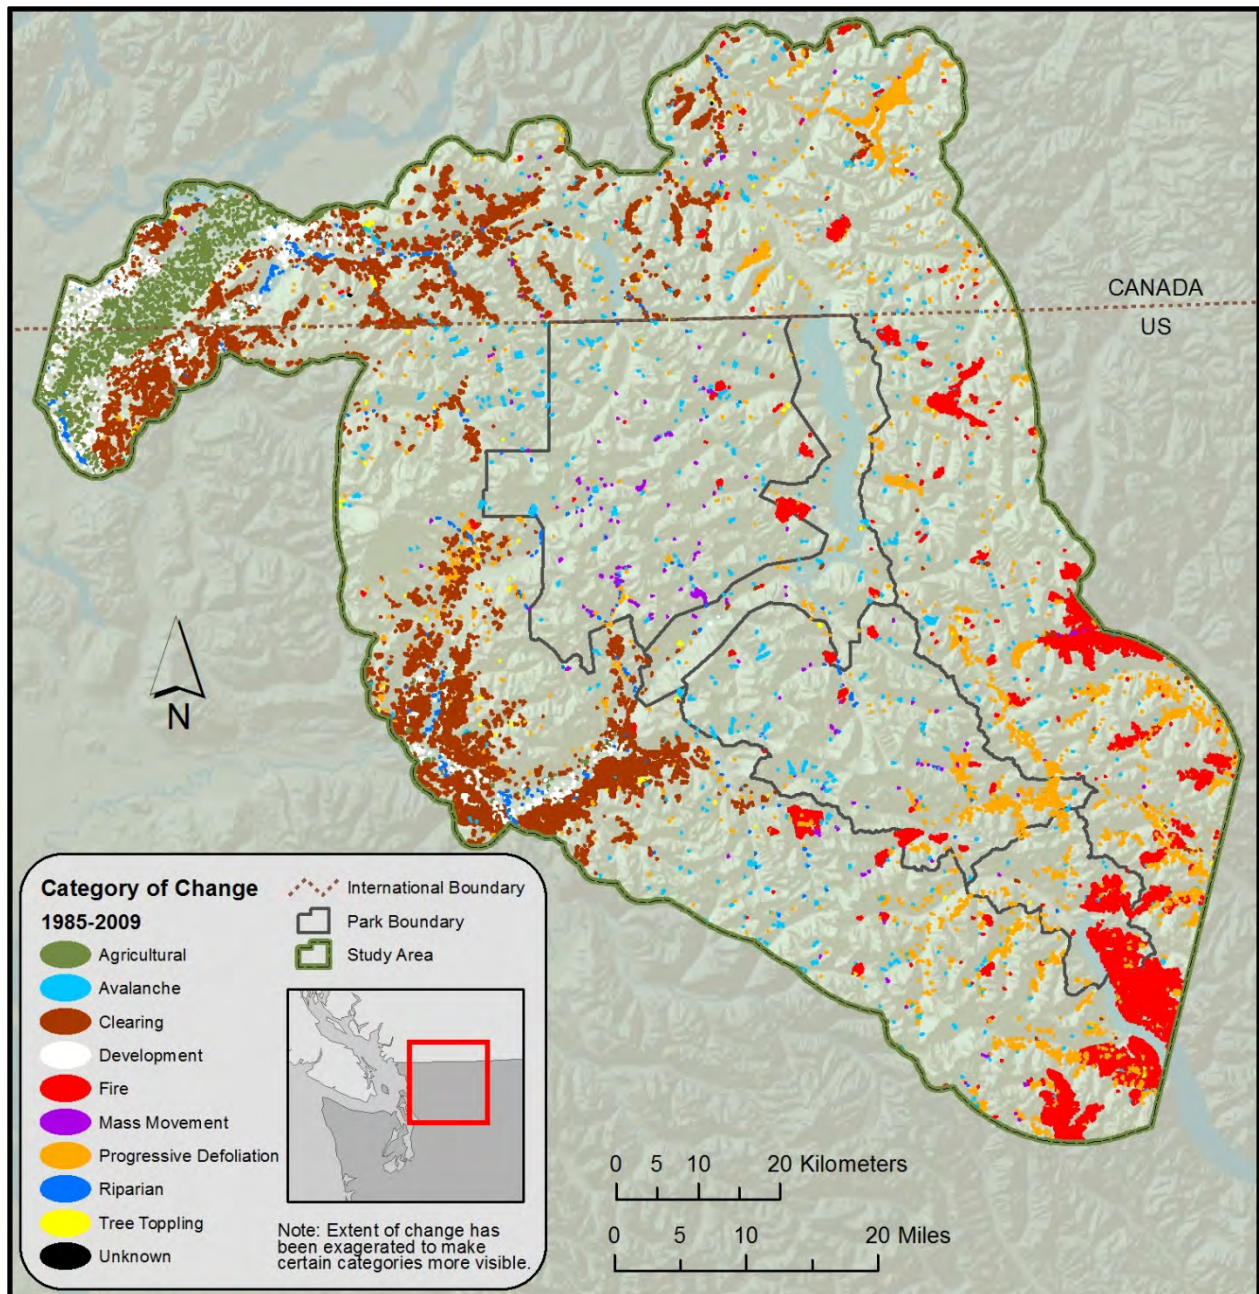 CANADA
US
N
Category of Change
1985-2009
Agricultural
Avalanche
Clearing
Development
Fire
Mass Movement
Progressive Defoliation
Riparian
Tree Toppling
Unknown
International Boundary
Park Boundary
Study Area
Note: Extent of change has
been exagerated to make
certain categories more visible.
0 5 10 20 Kilometers
0 5 10 20 Miles